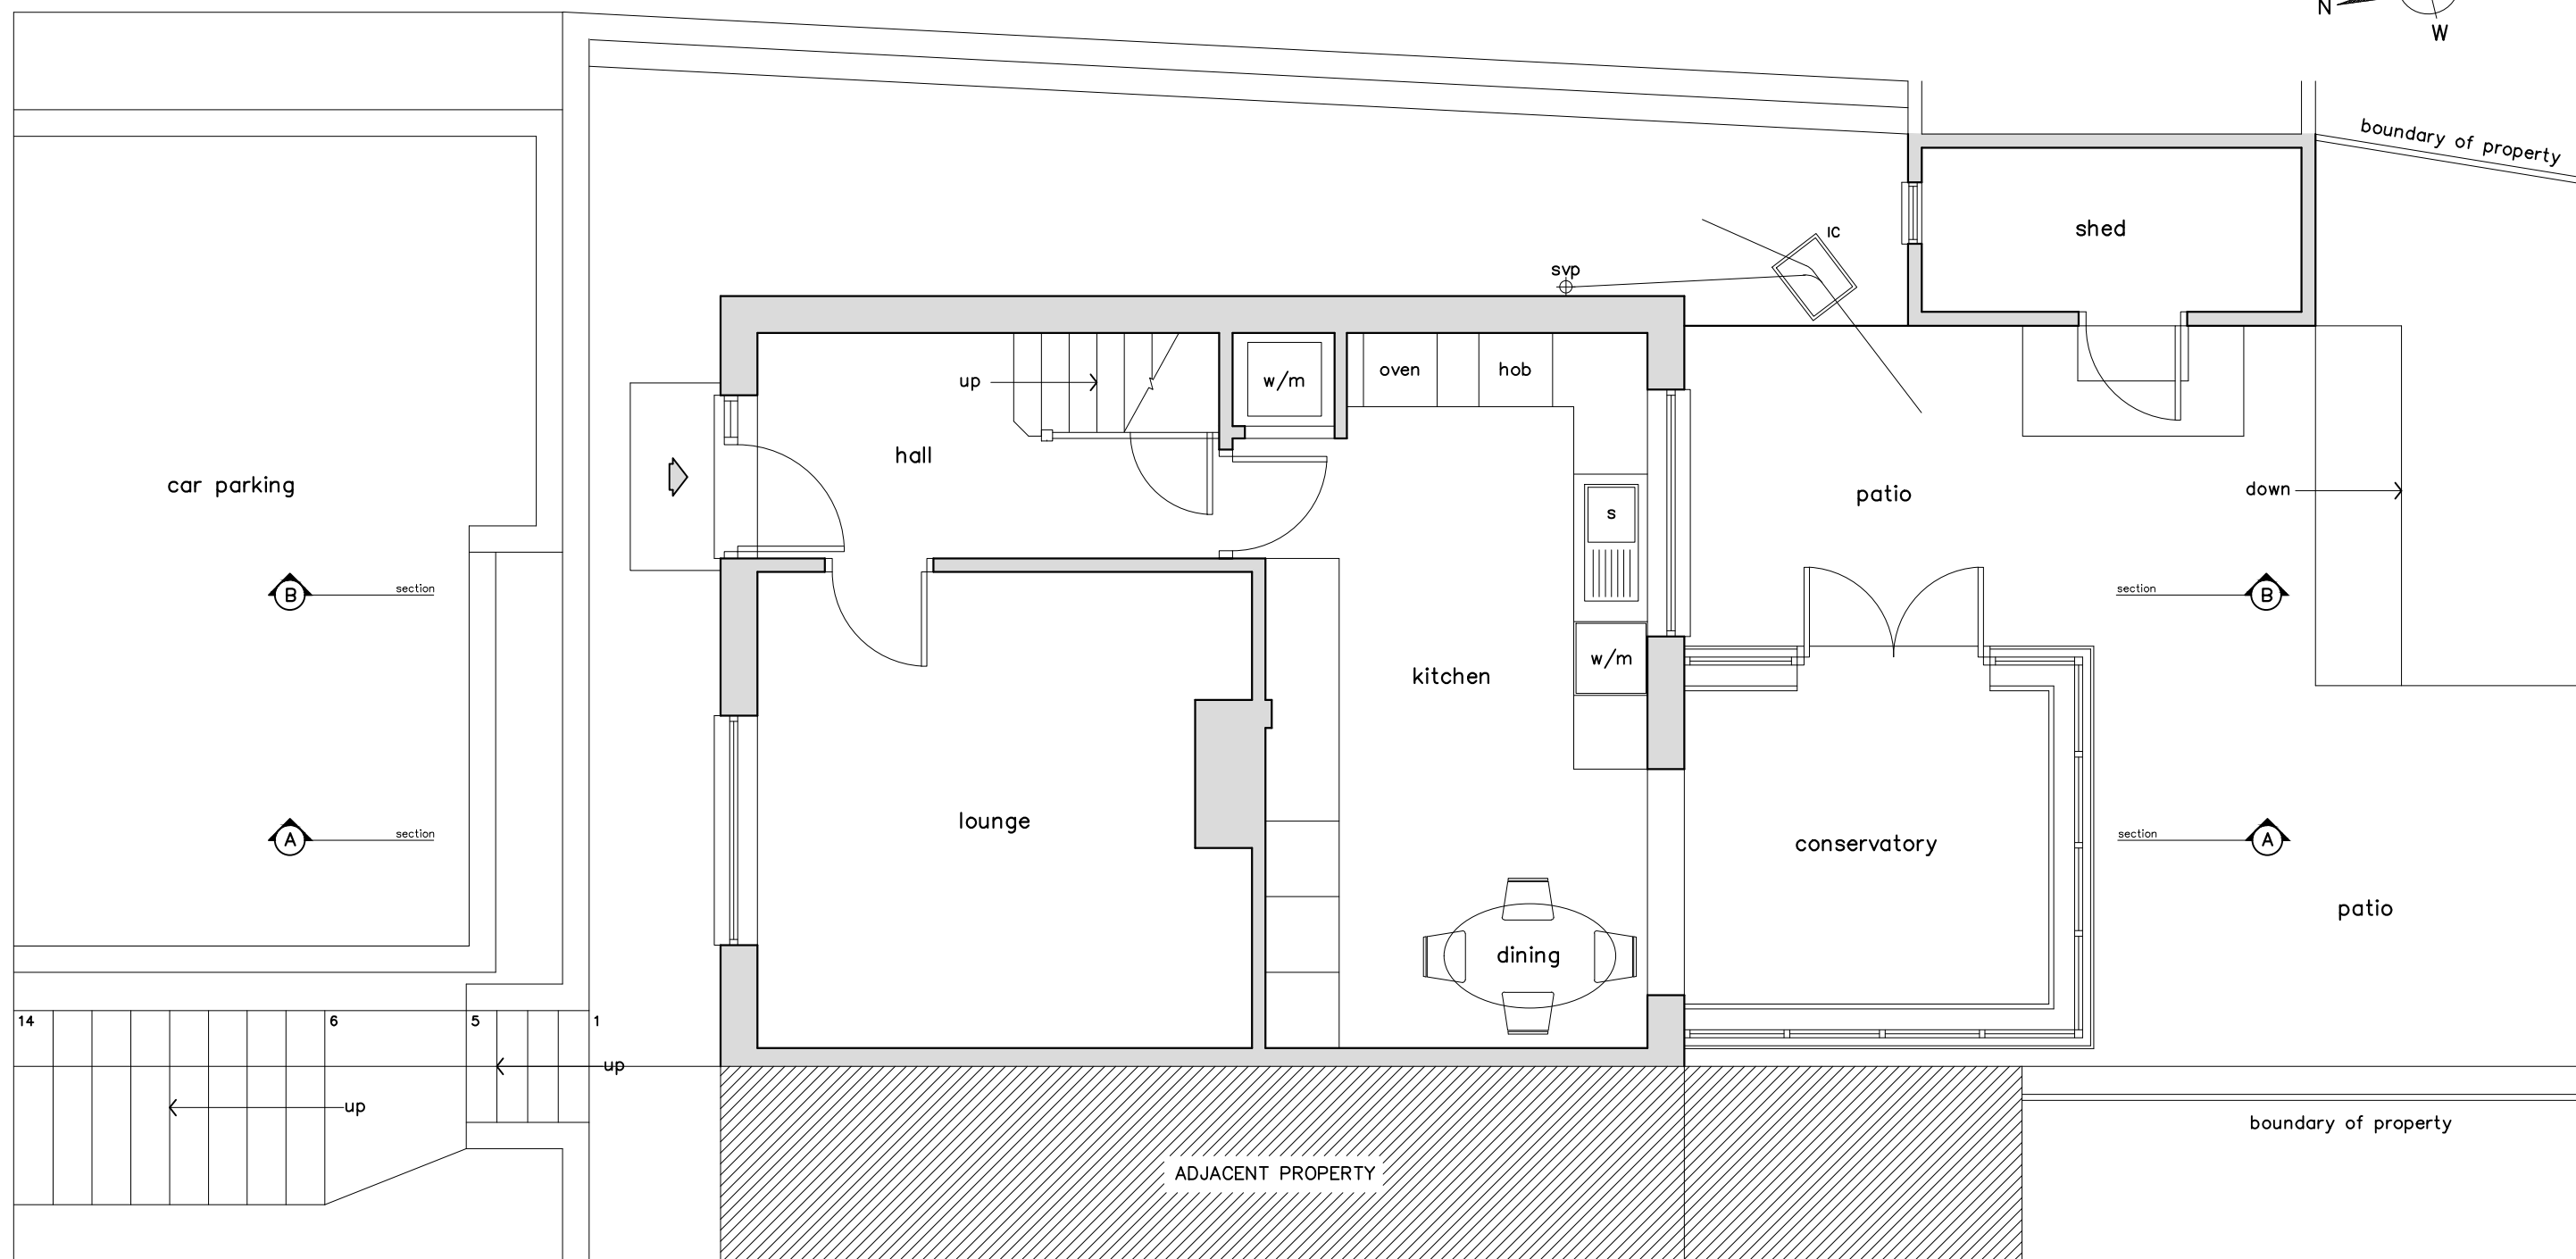 N
W
boundary of property
shed
IC
svp
oven
hob
w/m
up
hall
car parking
s
patio
down
section
B
section
B
w/m
kitchen
lounge
conservatory
section
A
section
A
patio
dining
14
6
5
1
up
up
boundary of property
ADJACENT PROPERTY